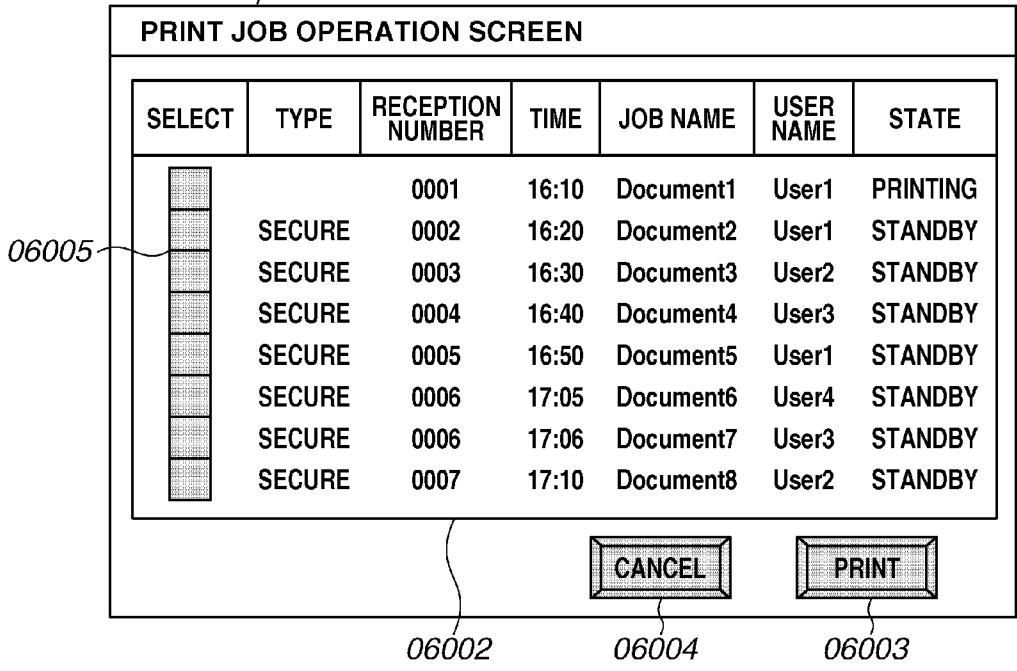 PRINT JOB OPERATION SCREEN
SELECT TYPE RECEPTION NUMBER TIME JOB NAME USER NAME STATE
0001 16:10 Document1 User1 PRINTING
SECURE 0002 16:20 Document2 User1 STANDBY
06005
SECURE 0003 16:30 Document3 User2 STANDBY
SECURE 0004 16:40 Document4 User3 STANDBY
SECURE 0005 16:50 Document5 User1 STANDBY
SECURE 0006 17:05 Document6 User4 STANDBY
SECURE 0006 17:06 Document7 User3 STANDBY
SECURE 0007 17:10 Document8 User2 STANDBY
CANCEL PRINT
06002 06004 06003